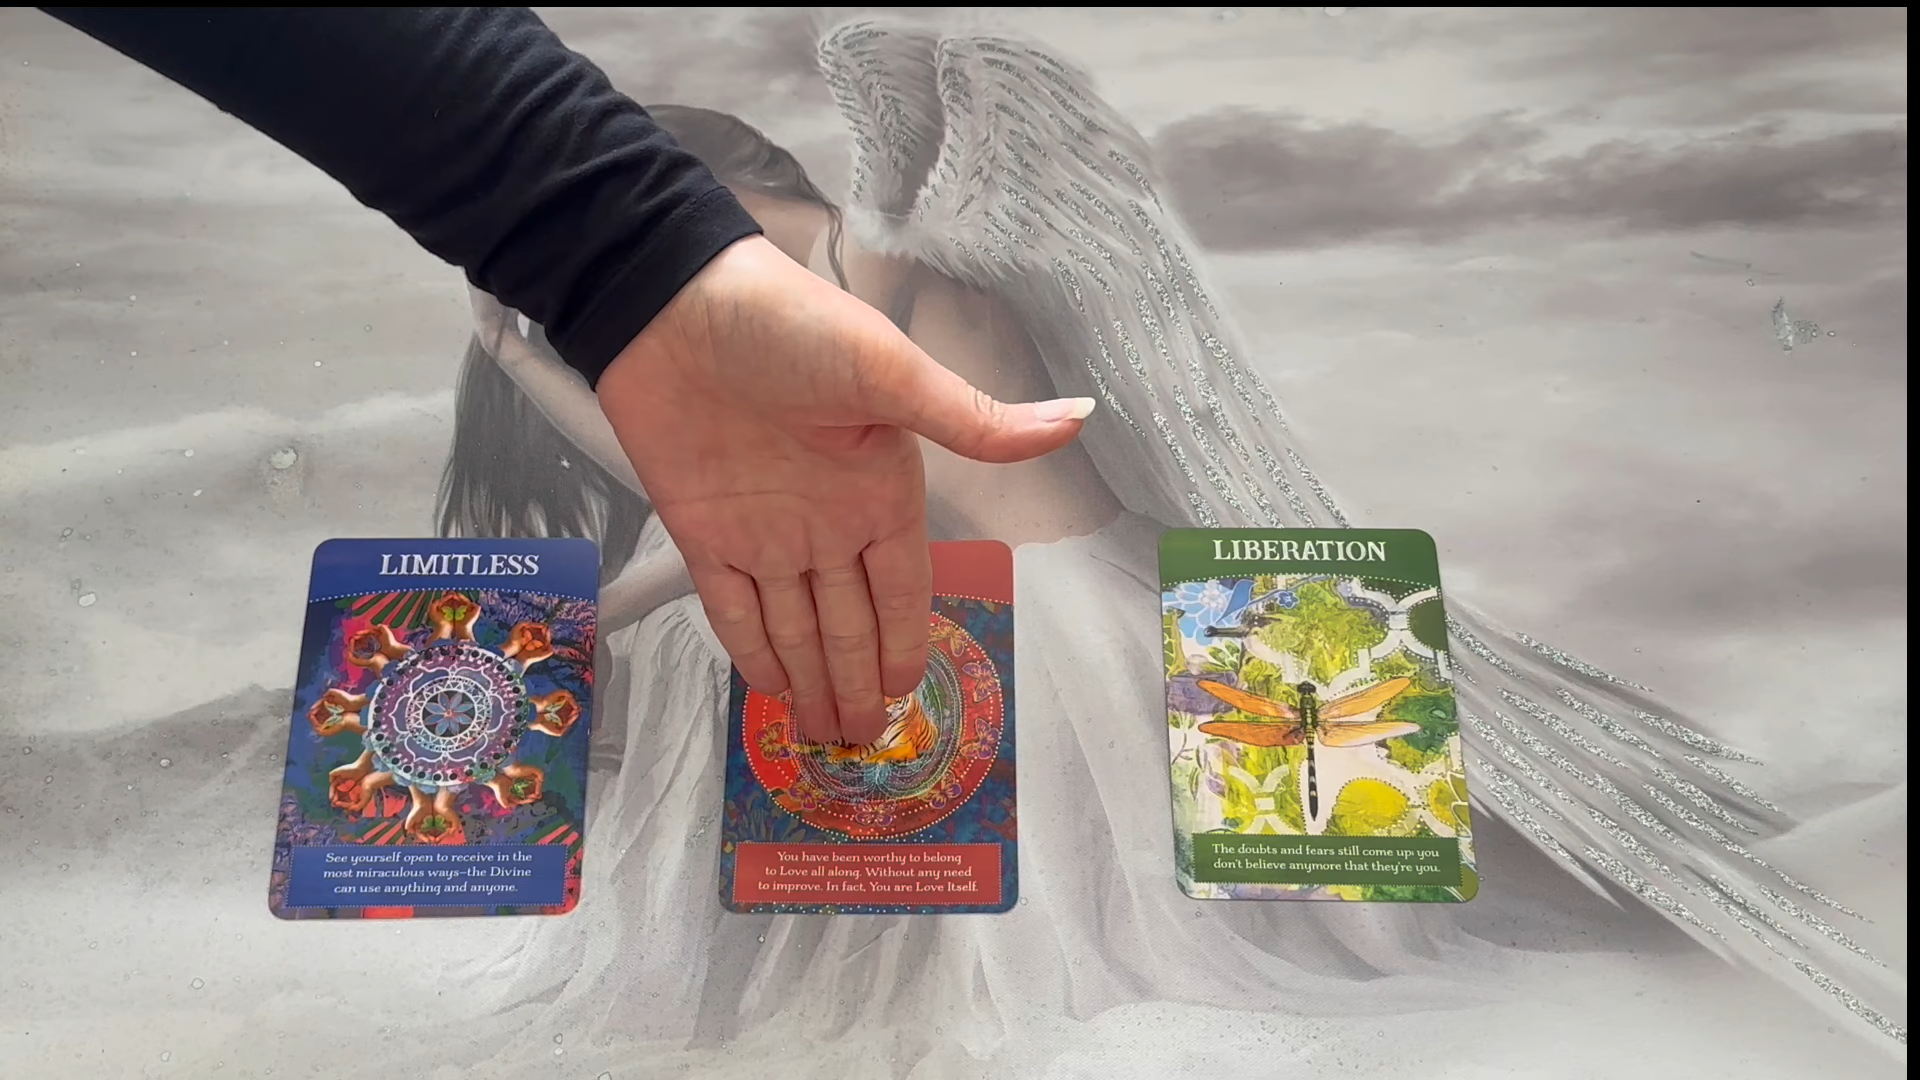 LIMITLESS
See yourself open to receive in the
most miraculous ways—the Divine
can use anything and anyone.
You have been worthy to belong
to Love all along. Without any need
to improve. In fact, You are Love Itself.
LIBERATION
The doubts and fears still come up; you
don't believe anymore that they're you.